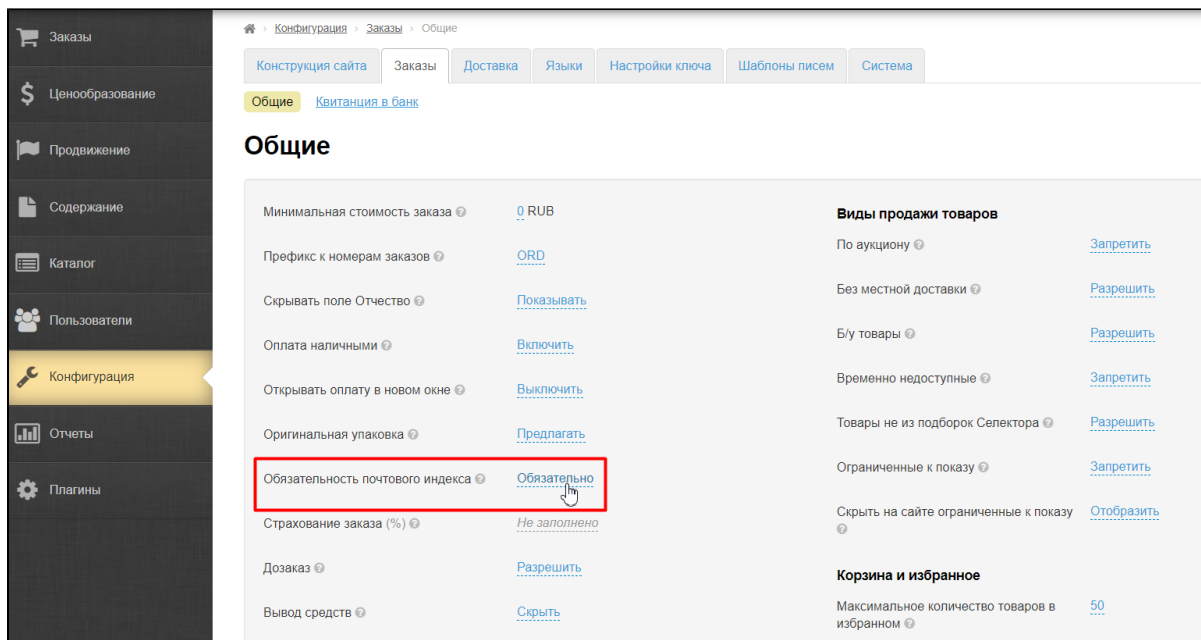 Заказы
Ценообразование
Продвижение
Содержание
Каталог
Пользователи
Конфигурация
Отчеты
Плагины
Конфигурация › Заказы › Общие
Конструкция сайта Заказы Доставка Языки Настройки ключа Шаблоны писем Система
Общие Квитанция в банк
Общие
Минимальная стоимость заказа ? 0 RUB
Префикс к номерам заказов ? ORD
Скрывать поле Отчество ? Показывать
Оплата наличными ? Включить
Открывать оплату в новом окне ? Выключить
Оригинальная упаковка ? Предлагать
Обязательность почтового индекса ? Обязательно
Страхование заказа (%) ? Не заполнено
Дозаказ ? Разрешить
Вывод средств ? Скрыть
Виды продажи товаров
По аукциону ? Запретить
Без местной доставки ? Разрешить
Б/у товары ? Разрешить
Временно недоступные ? Запретить
Товары не из подборок Селектора ? Разрешить
Ограниченные к показу ? Запретить
Скрыть на сайте ограниченные к показу Отобразить
?
Корзина и избранное
Максимальное количество товаров в 50
избранном ?